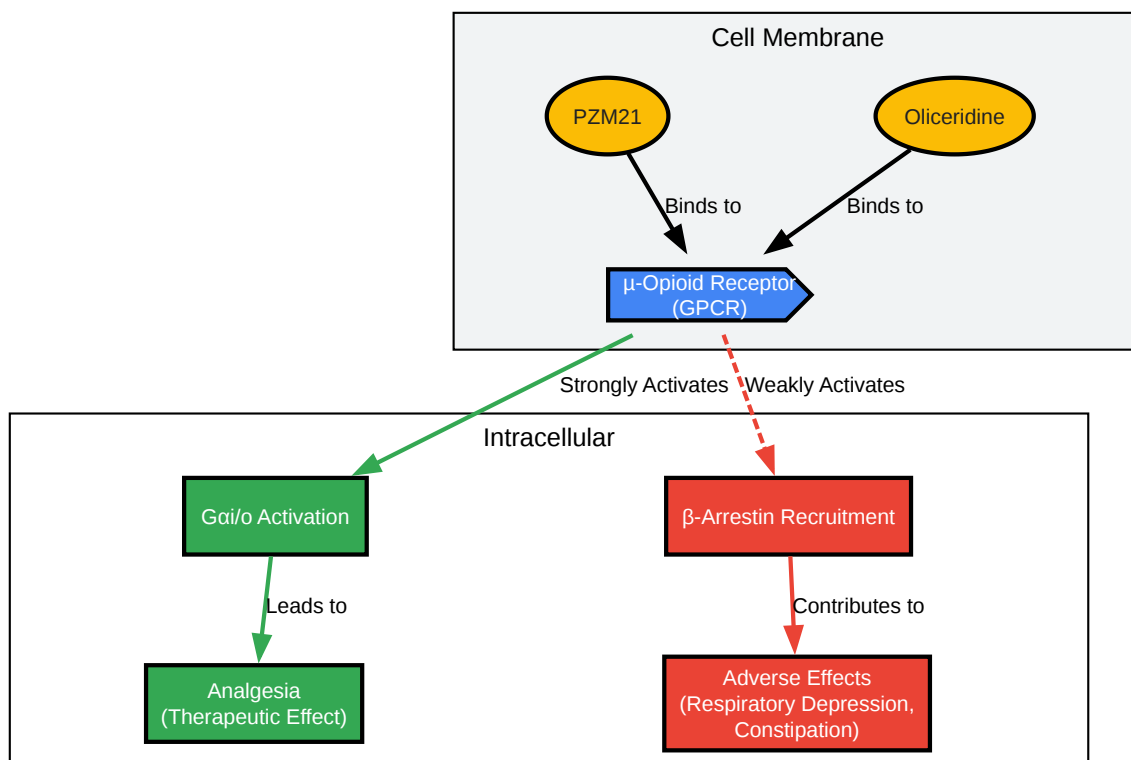 Cell Membrane
PZM21
Oliceridine
Binds to
Binds to
μ-Opioid Receptor
(GPCR)
Strongly Activates
Weakly Activates
Intracellular
Gαi/o Activation
β-Arrestin Recruitment
Leads to
Contributes to
Analgesia
(Therapeutic Effect)
Adverse Effects
(Respiratory Depression,
Constipation)